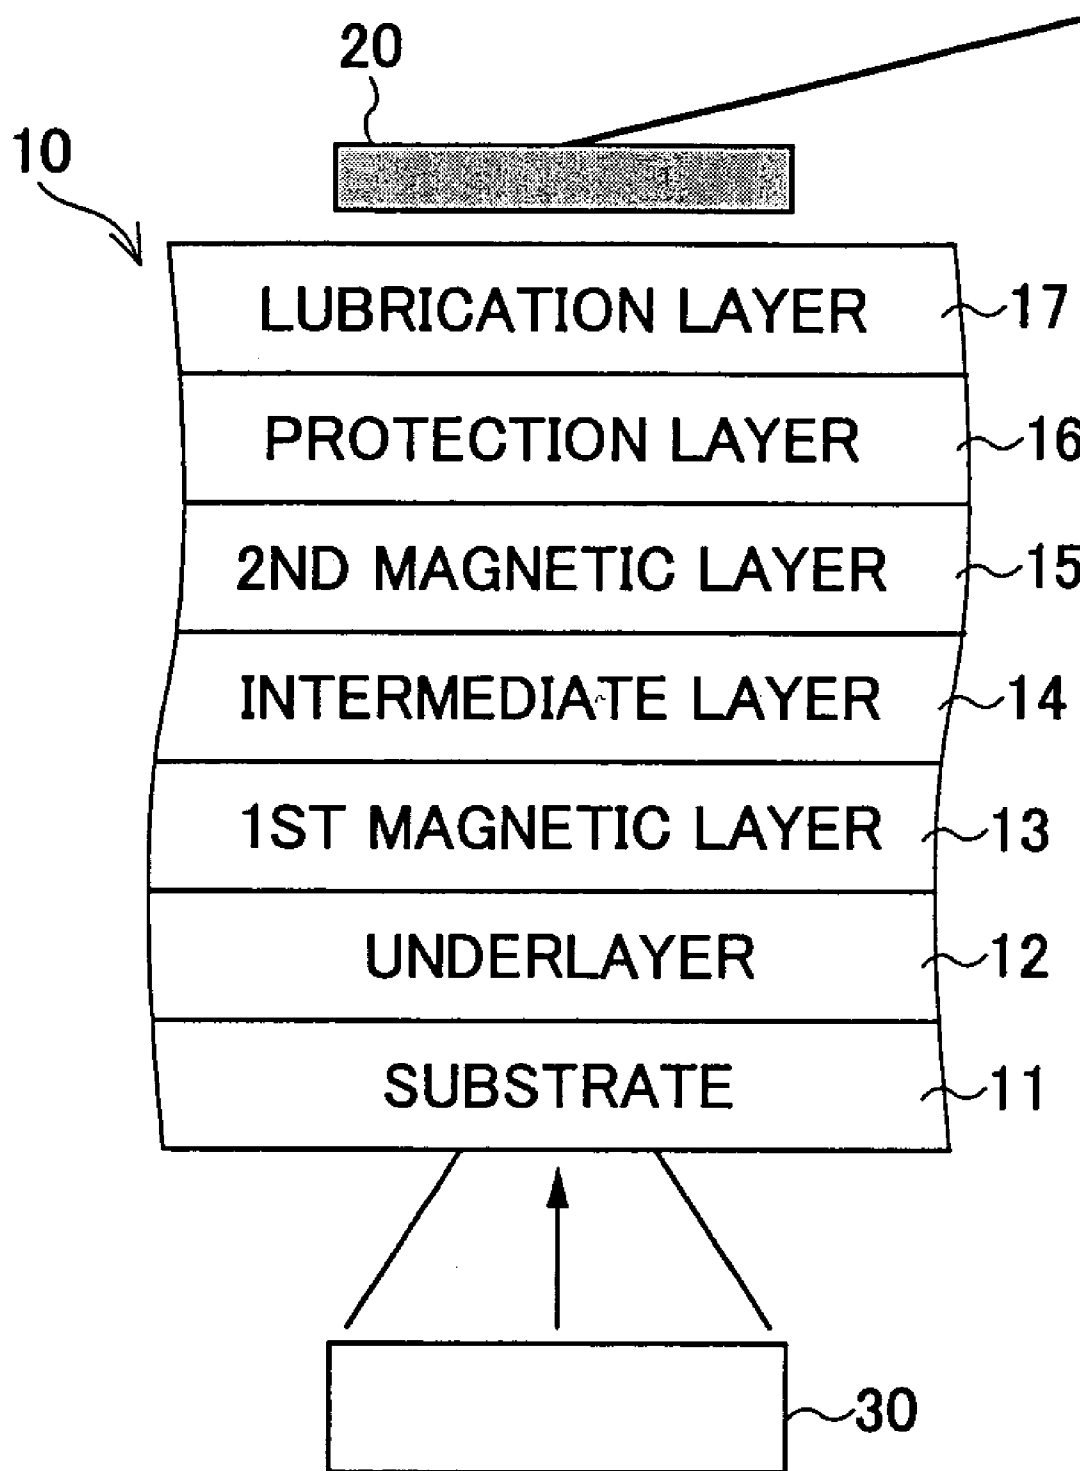 20
10
LUBRICATION LAYER 17
PROTECTION LAYER 16
2ND MAGNETIC LAYER 15
INTERMEDIATE LAYER 14
1ST MAGNETIC LAYER 13
UNDERLAYER 12
SUBSTRATE 11
30